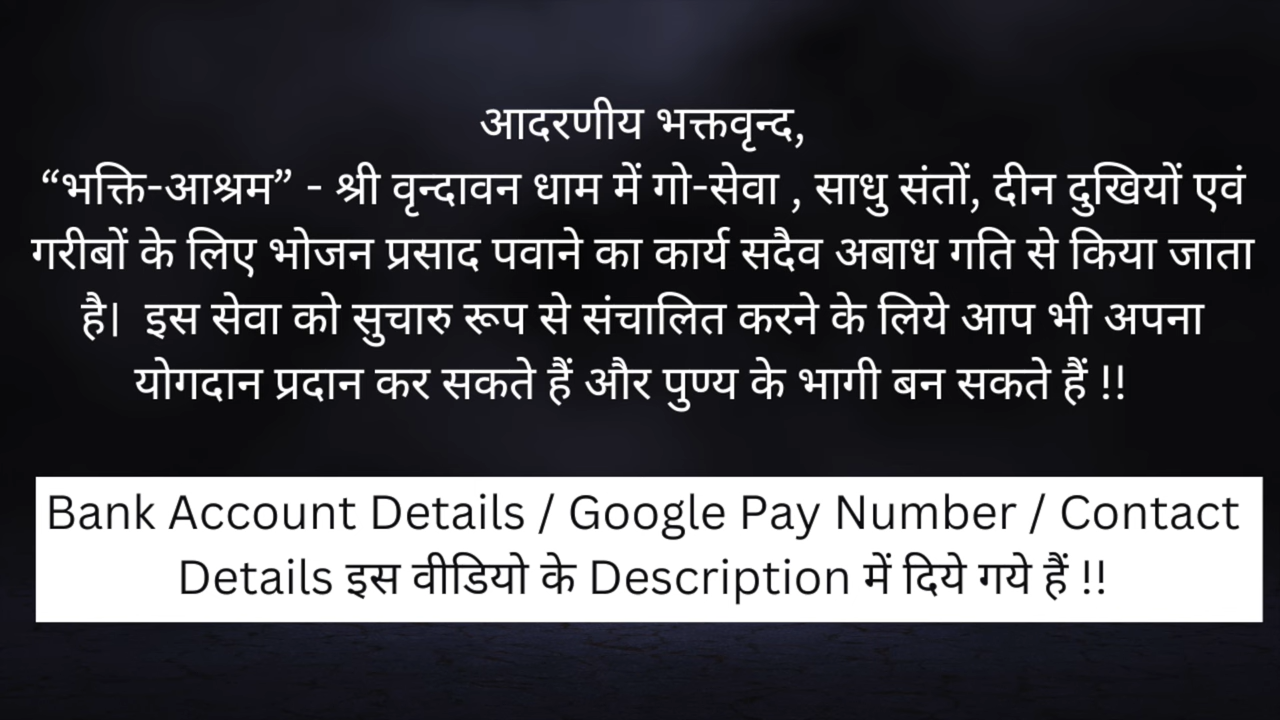 आदरणीय भक्तवृन्द,
“भक्ति-आश्रम” - श्री वृन्दावन धाम में गो-सेवा , साधु संतों, दीन दुखियों एवं
गरीबों के लिए भोजन प्रसाद पवाने का कार्य सदैव अबाध गति से किया जाता
है।  इस सेवा को सुचारु रूप से संचालित करने के लिये आप भी अपना
योगदान प्रदान कर सकते हैं और पुण्य के भागी बन सकते हैं !!
Bank Account Details / Google Pay Number / Contact
Details इस वीडियो के Description में दिये गये हैं !!